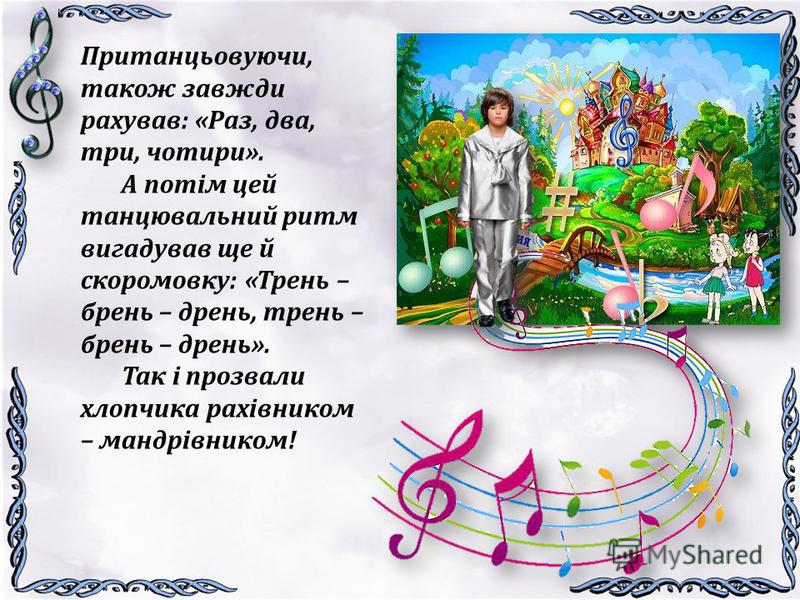 Пританцьовуючи,
також завжди
рахував: «Раз, два,
три, чотири».
А потім цей
танцювальний ритм
вигадував ще й
скоромовку: «Трень –
брень – дрень, трень –
брень – дрень».
Так і прозвали
хлопчика рахівником
– мандрівником!
MyShared